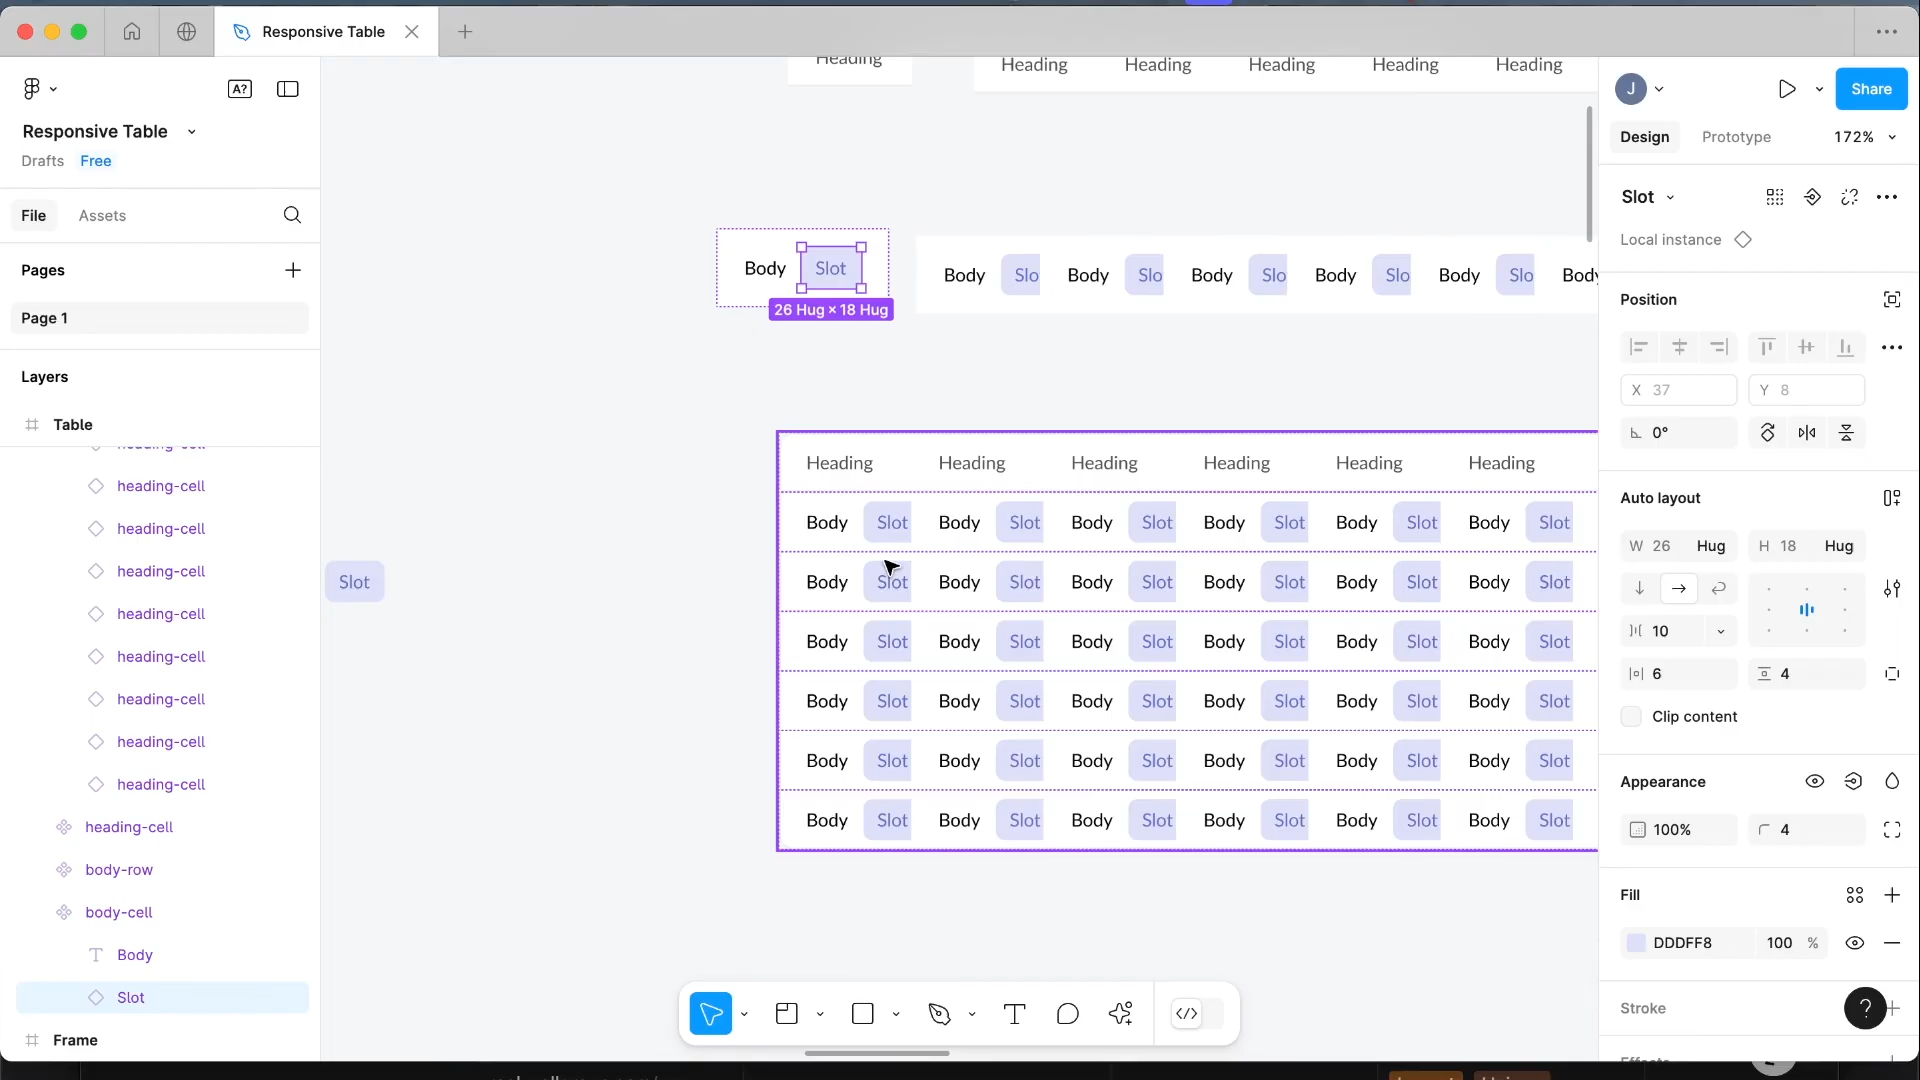 Responsive Table
A?
Responsive Table
Drafts Free
File Assets
Pages
Page 1
Layers
Table
heading-cell
heading-cell
heading-cell
heading-cell
heading-cell
heading-cell
heading-cell
heading-cell
heading-cell
heading-cell
body-row
body-cell
Body
Slot
Frame
Heading Heading Heading Heading Heading Heading
Body Slot
26 Hug × 18 Hug
Body Slo Body Slo Body Slo Body Slo Body Slo Body
Slot
Heading Heading Heading Heading Heading Heading
Body Slot Body Slot Body Slot Body Slot Body Slot Body Slot
Body Slot Body Slot Body Slot Body Slot Body Slot Body Slot
Body Slot Body Slot Body Slot Body Slot Body Slot Body Slot
Body Slot Body Slot Body Slot Body Slot Body Slot Body Slot
Body Slot Body Slot Body Slot Body Slot Body Slot Body Slot
Body Slot Body Slot Body Slot Body Slot Body Slot Body Slot
J
Share
Design Prototype 172%
Slot
Local instance
Position
X 37 Y 8
0°
Auto layout
W 26 Hug H 18 Hug
10
6 4
Clip content
Appearance
100% 4
Fill
DDDFF8 100 %
Stroke
?
Effects